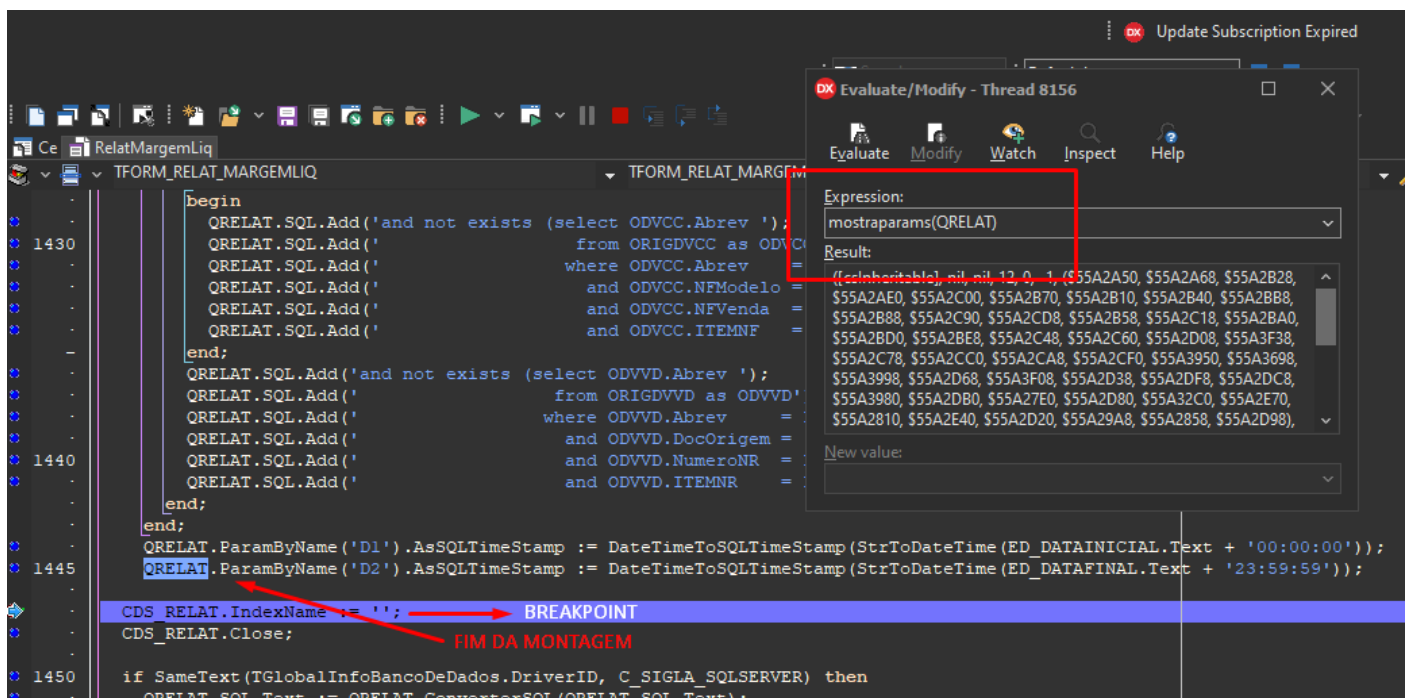 Update Subscription Expired
Evaluate/Modify - Thread 8156
Evaluate Modify Watch Inspect Help
Ce RelatMargemLiq
TFORM_RELAT_MARGEMLIQ TFORM_RELAT_MARGEM
Expression:
mostraparams(QRELAT)
Result:
([csInheritable], nil, nil, 12, 0, -1, ($55A2A50, $55A2A68, $55A2B28,
$55A2AE0, $55A2C00, $55A2B70, $55A2B10, $55A2B40, $55A2BB8,
$55A2B88, $55A2C90, $55A2CD8, $55A2B58, $55A2C18, $55A2BA0,
$55A2BD0, $55A2BE8, $55A2C48, $55A2C60, $55A2D08, $55A3F38,
$55A2C78, $55A2CC0, $55A2CA8, $55A2CF0, $55A3950, $55A3698,
$55A3998, $55A2D68, $55A3F08, $55A2D38, $55A2DF8, $55A2DC8,
$55A3980, $55A2DB0, $55A27E0, $55A2D80, $55A32C0, $55A2E70,
$55A2810, $55A2E40, $55A2D20, $55A29A8, $55A2858, $55A2D98),
New value:
begin
QRELAT.SQL.Add('and not exists (select ODVCC.Abrev ');
1430 QRELAT.SQL.Add(' from ORIGDVCC as ODVCC
QRELAT.SQL.Add(' where ODVCC.Abrev =
QRELAT.SQL.Add(' and ODVCC.NFModelo =
QRELAT.SQL.Add(' and ODVCC.NFVenda =
QRELAT.SQL.Add(' and ODVCC.ITEMNF =
end;
QRELAT.SQL.Add('and not exists (select ODVVD.Abrev ');
QRELAT.SQL.Add(' from ORIGDVVD as ODVVD'
QRELAT.SQL.Add(' where ODVVD.Abrev =
QRELAT.SQL.Add(' and ODVVD.DocOrigem =
1440 QRELAT.SQL.Add(' and ODVVD.NumeroNR =
QRELAT.SQL.Add(' and ODVVD.ITEMNR =
end;
end;
QRELAT.ParamByName('D1').AsSQLTimeStamp := DateTimeToSQLTimeStamp(StrToDateTime(ED_DATAINICIAL.Text + '00:00:00'));
1445 QRELAT.ParamByName('D2').AsSQLTimeStamp := DateTimeToSQLTimeStamp(StrToDateTime(ED_DATAFINAL.Text + '23:59:59'));
CDS_RELAT.IndexName := ''; BREAKPOINT
CDS_RELAT.Close;
FIM DA MONTAGEM
1450 if SameText(TGlobalInfoBancoDeDados.DriverID, C_SIGLA_SQLSERVER) then
QRELAT.SQL.Text := QRELAT.ConverterSQL(QRELAT.SQL.Text);